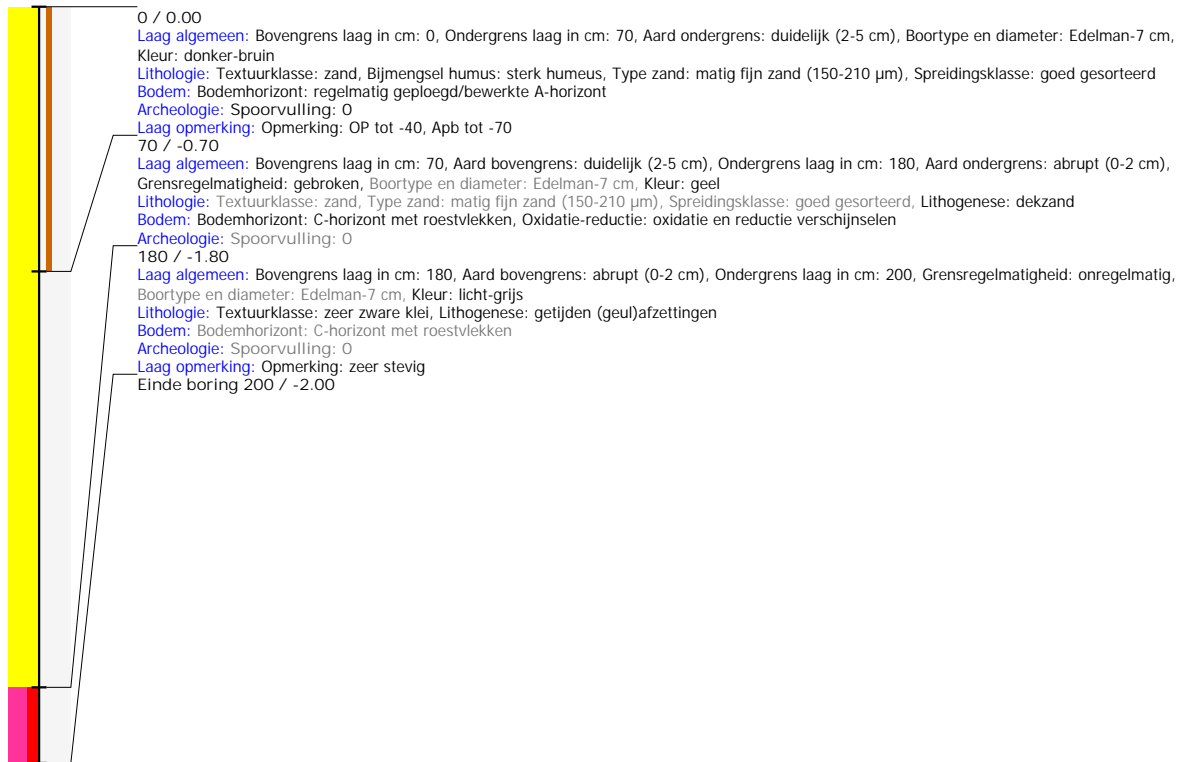 0 / 0.00
Laag algemeen: Bovengrens laag in cm: 0, Ondergrens laag in cm: 70, Aard ondergrens: duidelijk (2-5 cm), Boortype en diameter: Edelman-7 cm,
Kleur: donker-bruin
Lithologie: Textuurklasse: zand, Bijmengsel humus: sterk humeus, Type zand: matig fijn zand (150-210 µm), Spreidingsklasse: goed gesorteerd
Bodem: Bodemhorizont: regelmatig geploegd/bewerkte A-horizont
Archeologie: Spoorvulling: 0
Laag opmerking: Opmerking: OP tot -40, Apb tot -70
70 / -0.70
Laag algemeen: Bovengrens laag in cm: 70, Aard bovengrens: duidelijk (2-5 cm), Ondergrens laag in cm: 180, Aard ondergrens: abrupt (0-2 cm),
Grensregelmatigheid: gebroken, Boortype en diameter: Edelman-7 cm, Kleur: geel
Lithologie: Textuurklasse: zand, Type zand: matig fijn zand (150-210 µm), Spreidingsklasse: goed gesorteerd, Lithogenese: dekzand
Bodem: Bodemhorizont: C-horizont met roestvlekken, Oxidatie-reductie: oxidatie en reductie verschijnselen
Archeologie: Spoorvulling: 0
180 / -1.80
Laag algemeen: Bovengrens laag in cm: 180, Aard bovengrens: abrupt (0-2 cm), Ondergrens laag in cm: 200, Grensregelmatigheid: onregelmatig,
Boortype en diameter: Edelman-7 cm, Kleur: licht-grijs
Lithologie: Textuurklasse: zeer zware klei, Lithogenese: getijden (geul)afzettingen
Bodem: Bodemhorizont: C-horizont met roestvlekken
Archeologie: Spoorvulling: 0
Laag opmerking: Opmerking: zeer stevig
Einde boring 200 / -2.00